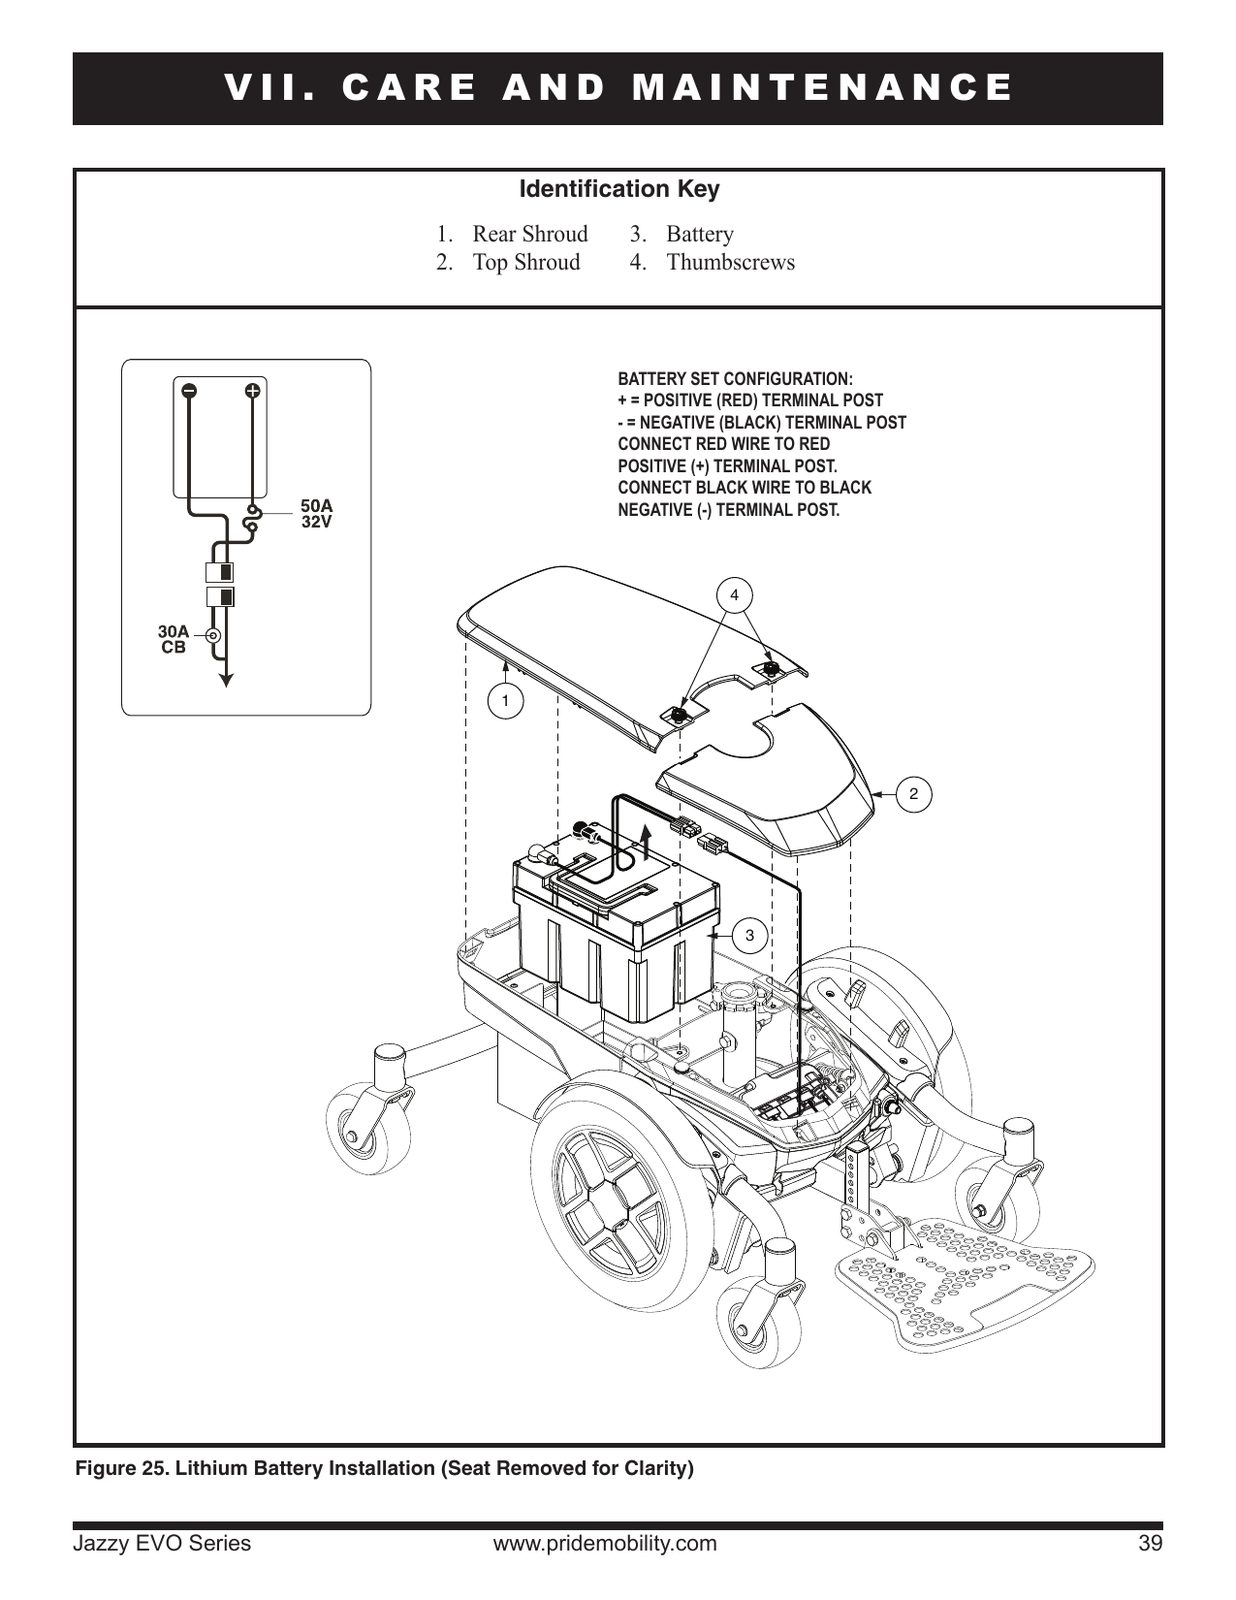 VII. CARE AND MAINTENANCE
Identification Key
1. Rear Shroud
2. Top Shroud
3. Battery
4. Thumbscrews
50A
32V
30A
CB
BATTERY SET CONFIGURATION:
+ = POSITIVE (RED) TERMINAL POST
- = NEGATIVE (BLACK) TERMINAL POST
CONNECT RED WIRE TO RED
POSITIVE (+) TERMINAL POST.
CONNECT BLACK WIRE TO BLACK
NEGATIVE (-) TERMINAL POST.
4
1
2
3
Figure 25. Lithium Battery Installation (Seat Removed for Clarity)
Jazzy EVO Series
www.pridemobility.com
39